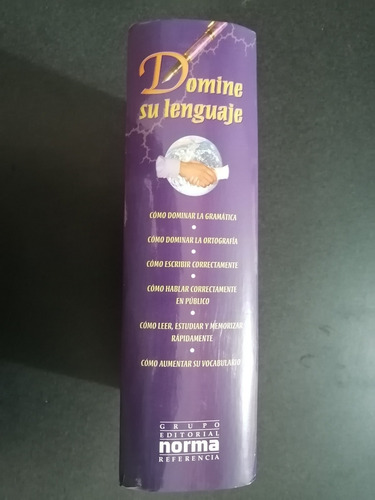 Domine
su lenguaje
CÓMO DOMINAR LA GRAMÁTICA
•
CÓMO DOMINAR LA ORTOGRAFÍA
•
CÓMO ESCRIBIR CORRECTAMENTE
•
CÓMO HABLAR CORRECTAMENTE
EN PÚBLICO
•
CÓMO LEER, ESTUDIAR Y MEMORIZAR
RÁPIDAMENTE
•
CÓMO AUMENTAR SU VOCABULARIO
GRUPO
EDITORIAL
norma
REFERENCIA